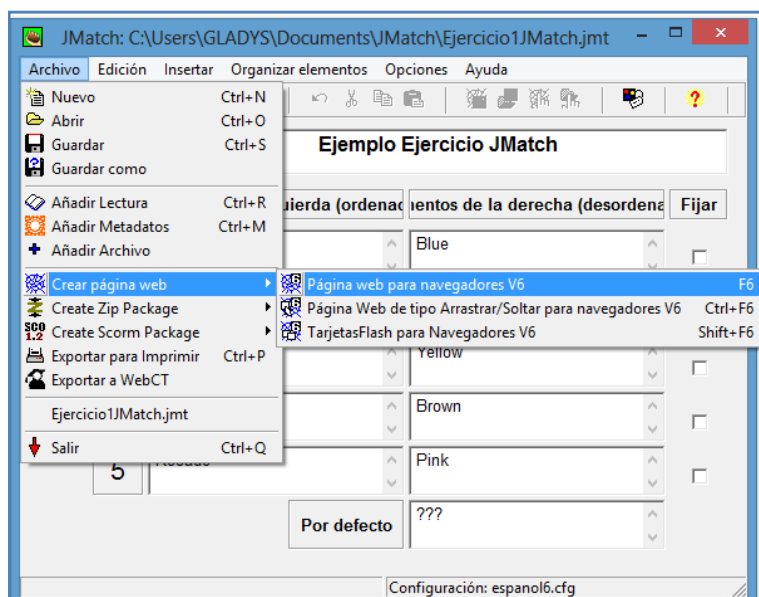 JMatch: C:\Users\GLADYS\Documents\JMatch\Ejercicio1JMatch.jmt
Archivo Edición Insertar Organizar elementos Opciones Ayuda
Nuevo Ctrl+N
Abrir Ctrl+O
Guardar Ctrl+S
Guardar como
Ejemplo Ejercicio JMatch
Añadir Lectura Ctrl+R
Añadir Metadatos Ctrl+M
Añadir Archivo
(ordenad de la derecha (desordena Fijar
Blue
Crear página web
Página web para navegadores V6 F6
Create Zip Package
Página Web de tipo Arrastrar/Soltar para navegadores V6 Ctrl+F6
SCO 1.2 Create Scorm Package
TarjetasFlash para Navegadores V6 Shift+F6
Exportar para Imprimir Ctrl+P
Exportar a WebCT
Yellow
Ejercicio1JMatch.jmt
Brown
Salir Ctrl+Q
5 Pink
Por defecto ???
Configuración: espanol6.cfg